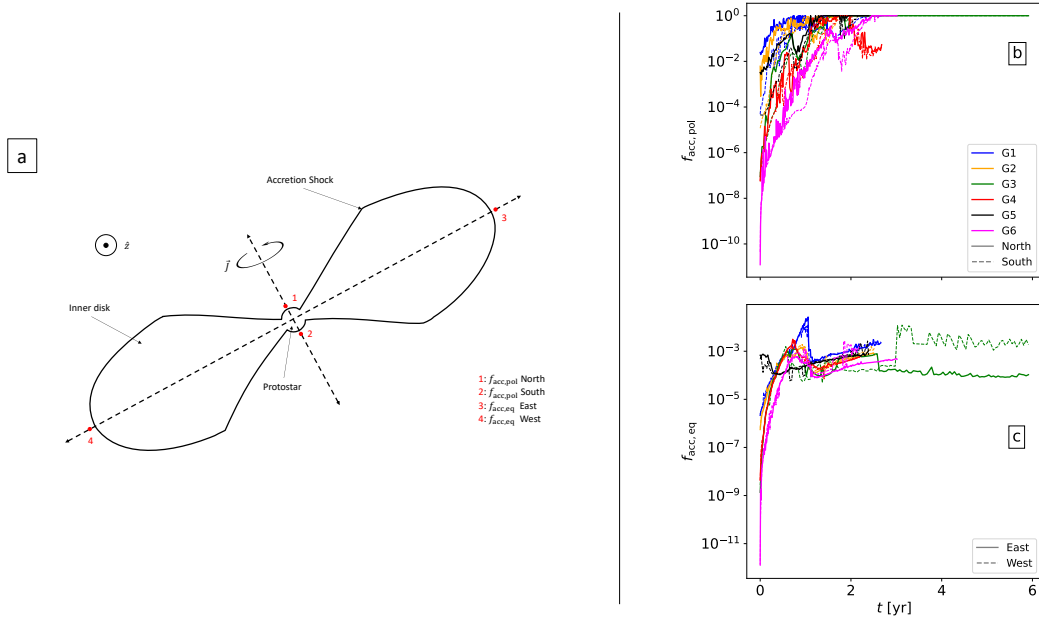 a
Accretion Shock
3
ẑ
J⃗
1
Inner disk
2
Protostar
1: f_acc,pol North
2: f_acc,pol South
3: f_acc,eq East
4: f_acc,eq West
4
10⁰
10⁻²
10⁻⁴
10⁻⁶
10⁻⁸
10⁻¹⁰
f_acc, pol
b
G1
G2
G3
G4
G5
G6
North
South
10⁻³
10⁻⁵
10⁻⁷
10⁻⁹
10⁻¹¹
f_acc, eq
c
East
West
0
2
4
6
t [yr]